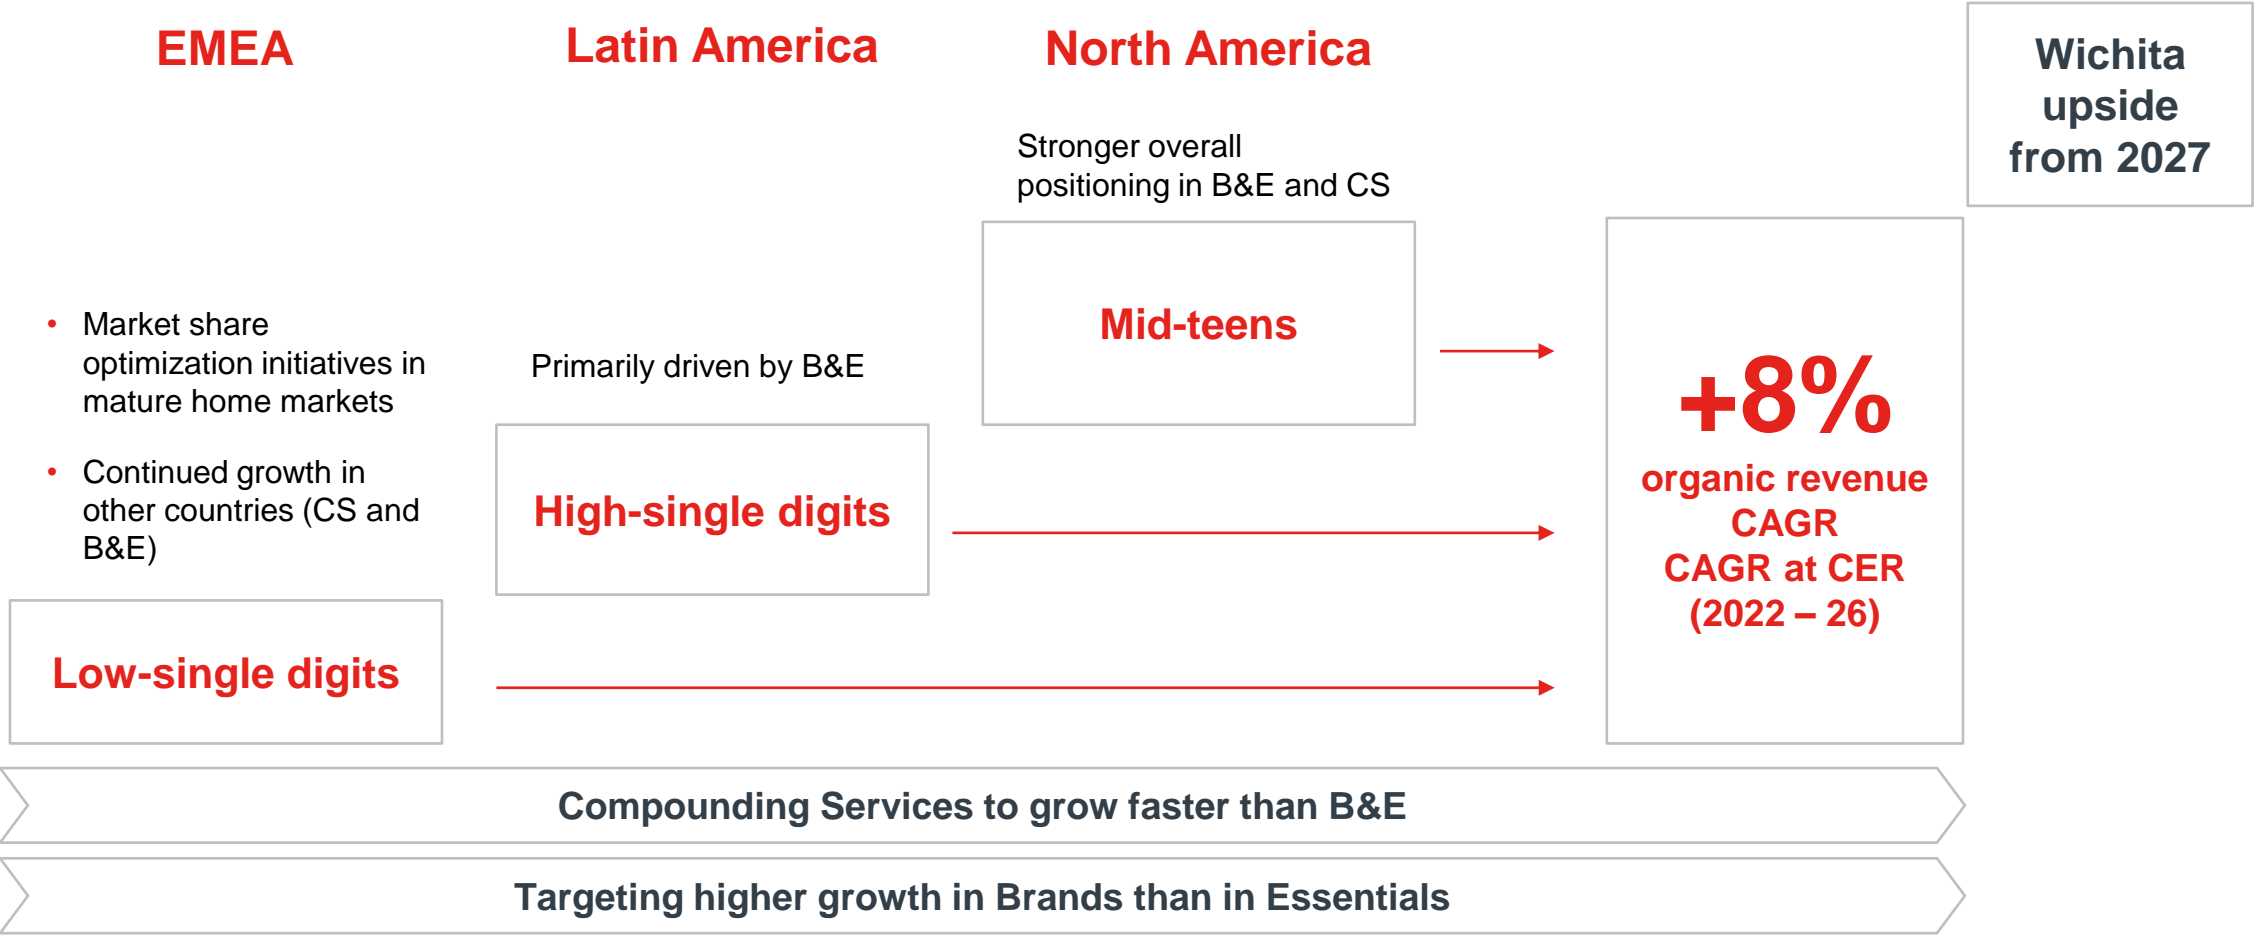 EMEA
Market share
optimization initiatives in
mature home markets
Continued growth in
other countries (CS and
B&E)
Low-single digits
Latin America
Primarily driven by B&E
High-single digits
North America
Stronger overall
positioning in B&E and CS
Mid-teens
+8%
organic revenue
CAGR
CAGR at CER
(2022 – 26)
Wichita
upside
from 2027
Compounding Services to grow faster than B&E
Targeting higher growth in Brands than in Essentials